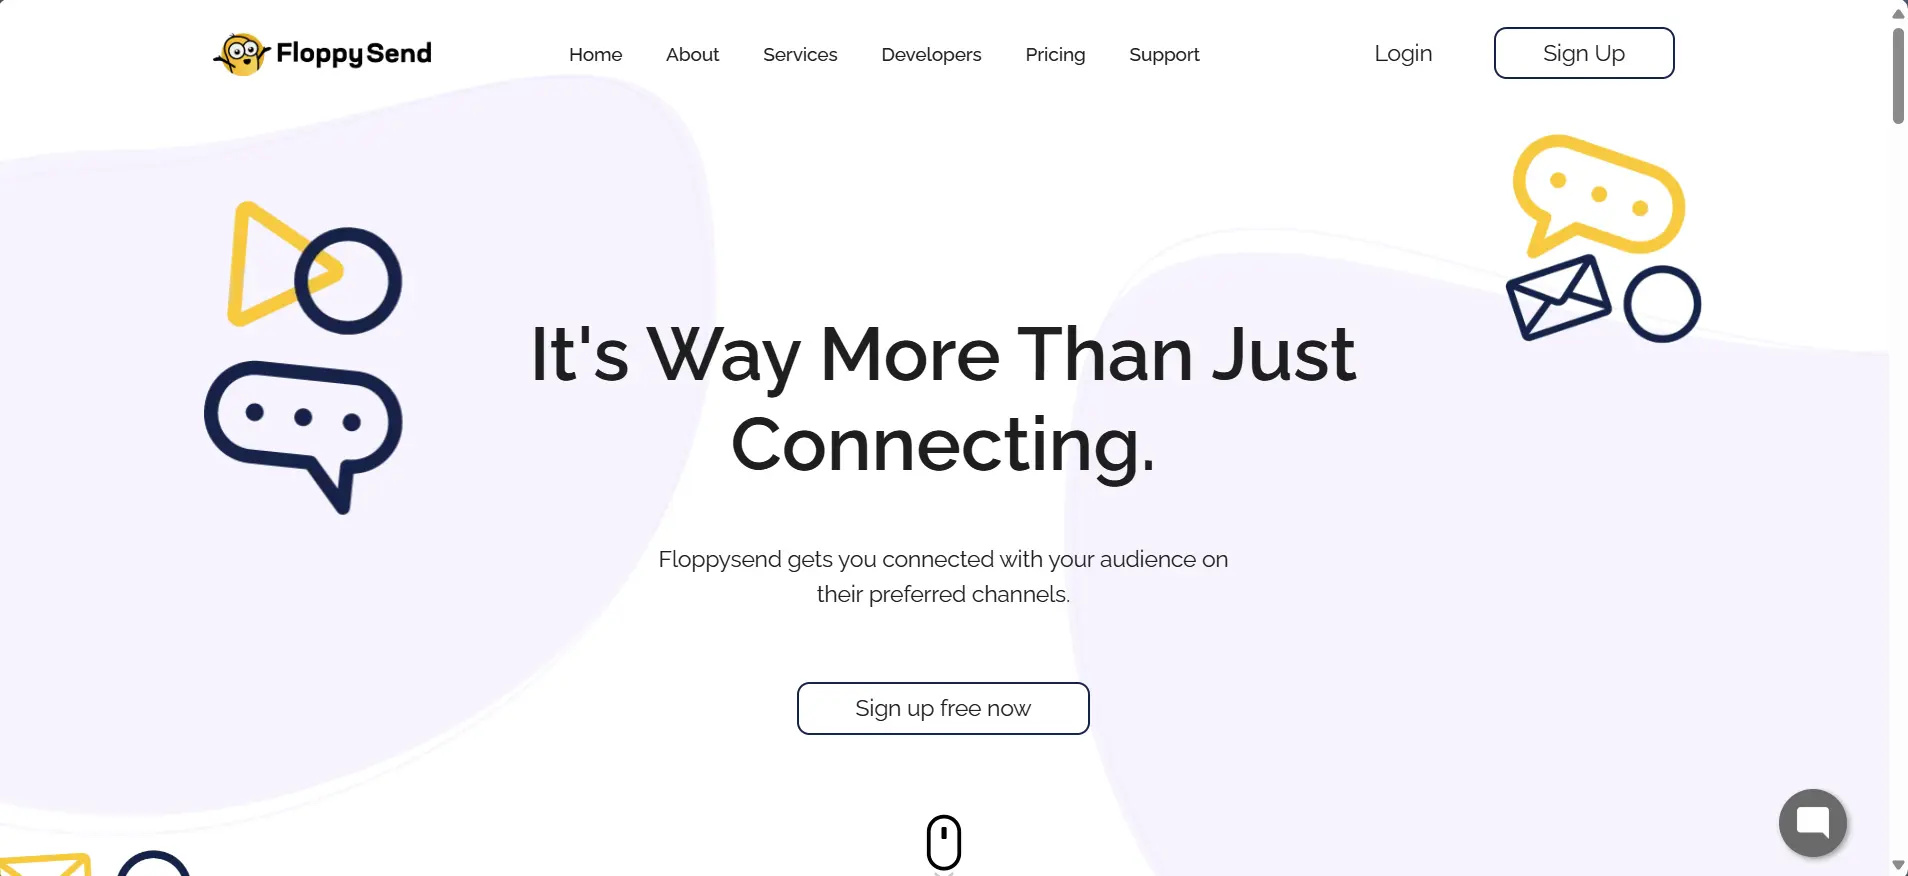 FloppySend
Home About Services Developers Pricing Support
Login
Sign Up
It's Way More Than Just
Connecting.
Floppysend gets you connected with your audience on
their preferred channels.
Sign up free now